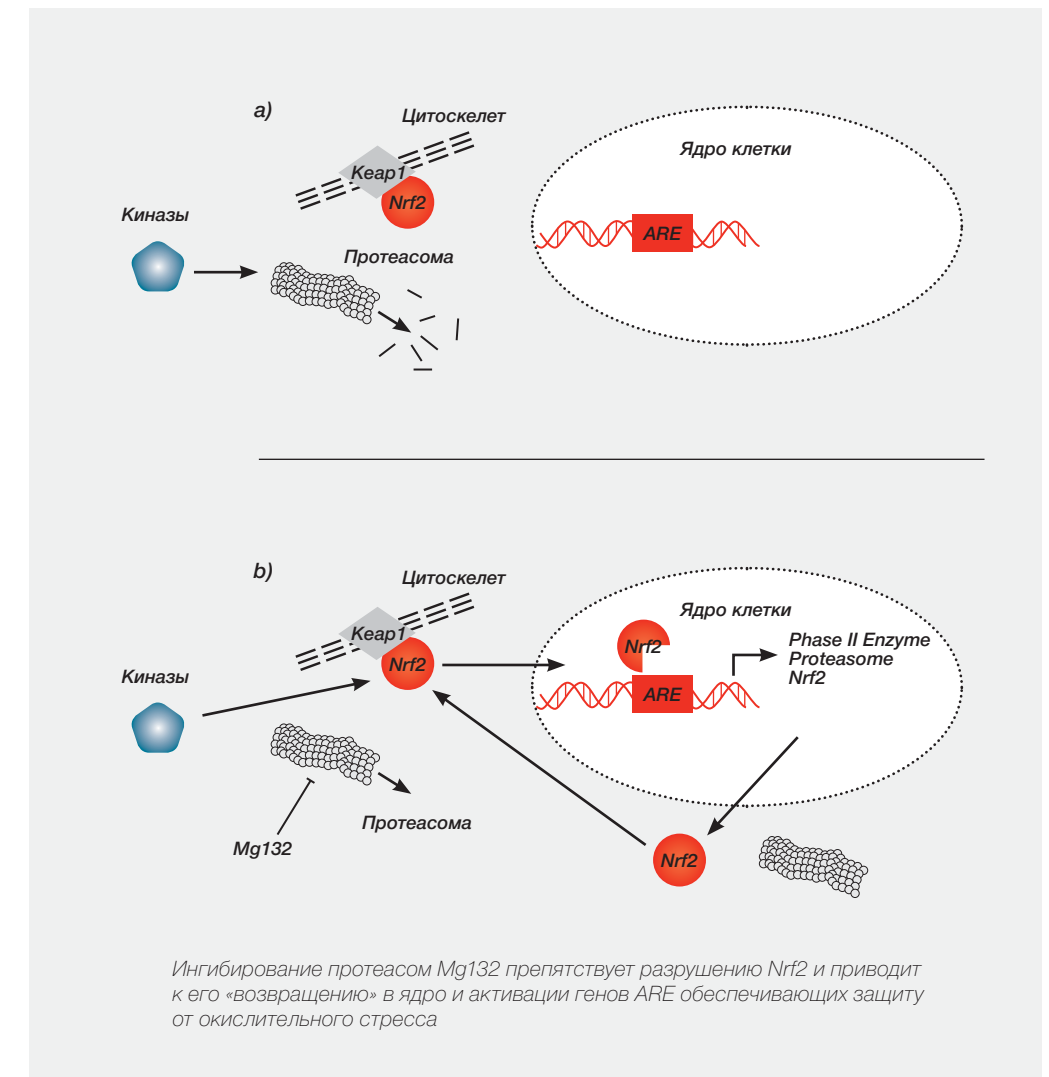 a)
Цитоскелет
Ядро клетки
Keap1
Nrf2
Киназы
ARE
Протеасома
b)
Цитоскелет
Ядро клетки
Keap1
Nrf2
Nrf2
Phase II Enzyme
Proteasome
Nrf2
Киназы
ARE
Протеасома
Mg132
Nrf2
Ингибирование протеасом Mg132 препятствует разрушению Nrf2 и приводит
к его «возвращению» в ядро и активации генов ARE обеспечивающих защиту
от окислительного стресса